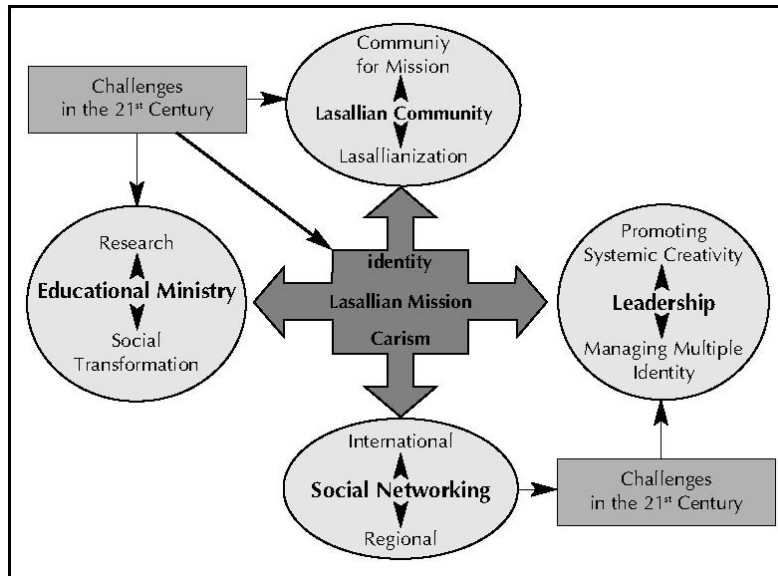 Communiy
for Mission
Lasallian Community
Lasallianization
Challenges
in the 21st Century
Research
Educational Ministry
Social
Transformation
identity
Lasallian Mission
Carism
Promoting
Systemic Creativity
Leadership
Managing Multiple
Identity
International
Social Networking
Regional
Challenges
in the 21st Century